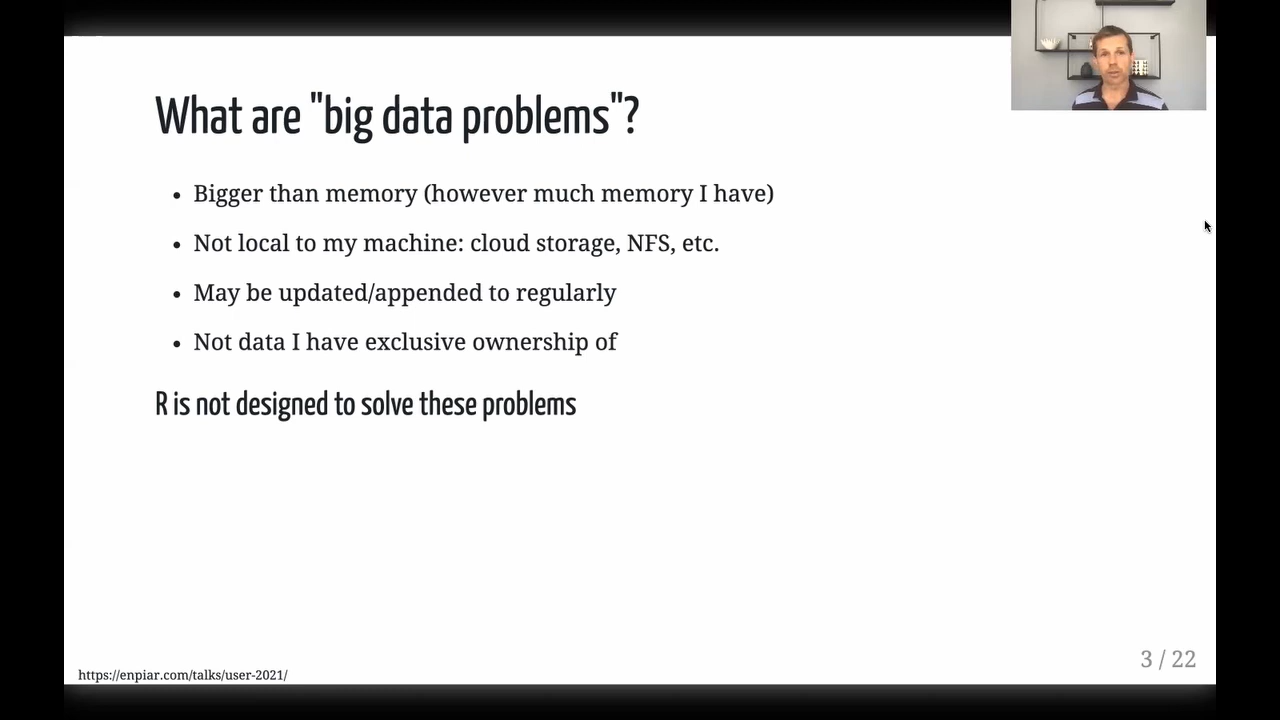 What are "big data problems"?
• Bigger than memory (however much memory I have)
• Not local to my machine: cloud storage, NFS, etc.
• May be updated/appended to regularly
• Not data I have exclusive ownership of
R is not designed to solve these problems
https://enpiar.com/talks/user-2021/
3 / 22